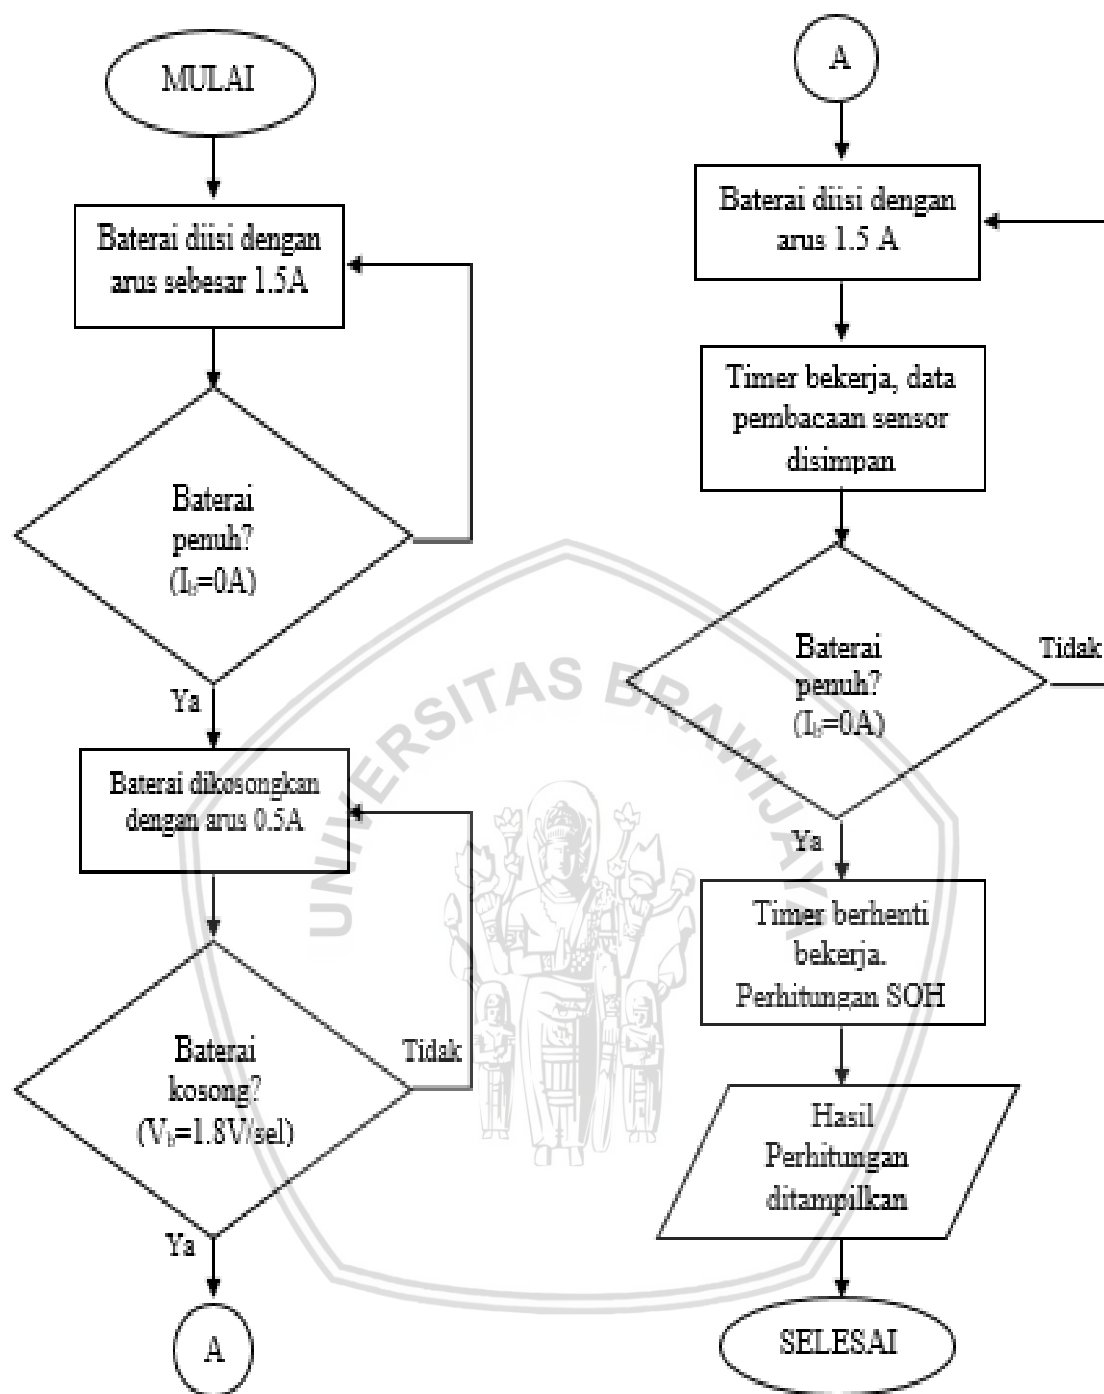 MULAI
Baterai diisi dengan
arus sebesar 1.5A
Baterai
penuh?
(Ib=0A)
Ya
Baterai dikosongkan
dengan arus 0.5A
Baterai
kosong?
(Vb=1.8V/sel)
Tidak
Ya
A
A
Baterai diisi dengan
arus 1.5 A
Timer bekerja, data
pembacaan sensor
disimpan
Baterai
penuh?
(Ib=0A)
Tidak
Ya
Timer berhenti
bekerja.
Perhitungan SOH
Hasil
Perhitungan
ditampilkan
SELESAI
UNIVERSITAS BRAWIJAYA